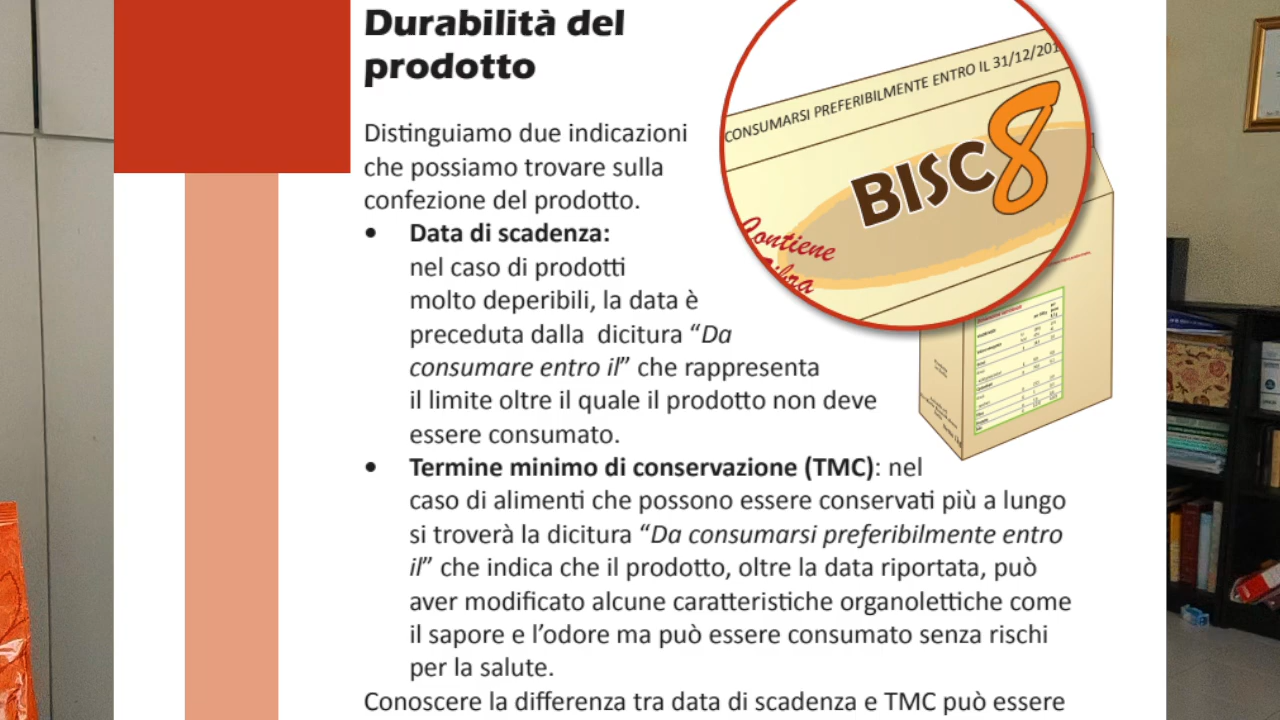 Durabilità del
prodotto
Distinguiamo due indicazioni
che possiamo trovare sulla
confezione del prodotto.
• Data di scadenza:
nel caso di prodotti
molto deperibili, la data è
preceduta dalla dicitura “Da
consumare entro il” che rappresenta
il limite oltre il quale il prodotto non deve
essere consumato.
• Termine minimo di conservazione (TMC): nel
caso di alimenti che possono essere conservati più a lungo
si troverà la dicitura “Da consumarsi preferibilmente entro
il” che indica che il prodotto, oltre la data riportata, può
aver modificato alcune caratteristiche organolettiche come
il sapore e l’odore ma può essere consumato senza rischi
per la salute.
Conoscere la differenza tra data di scadenza e TMC può essere
CONSUMARSI PREFERIBILMENTE ENTRO IL 31/12/201
BISC8
Contiene
Fibra